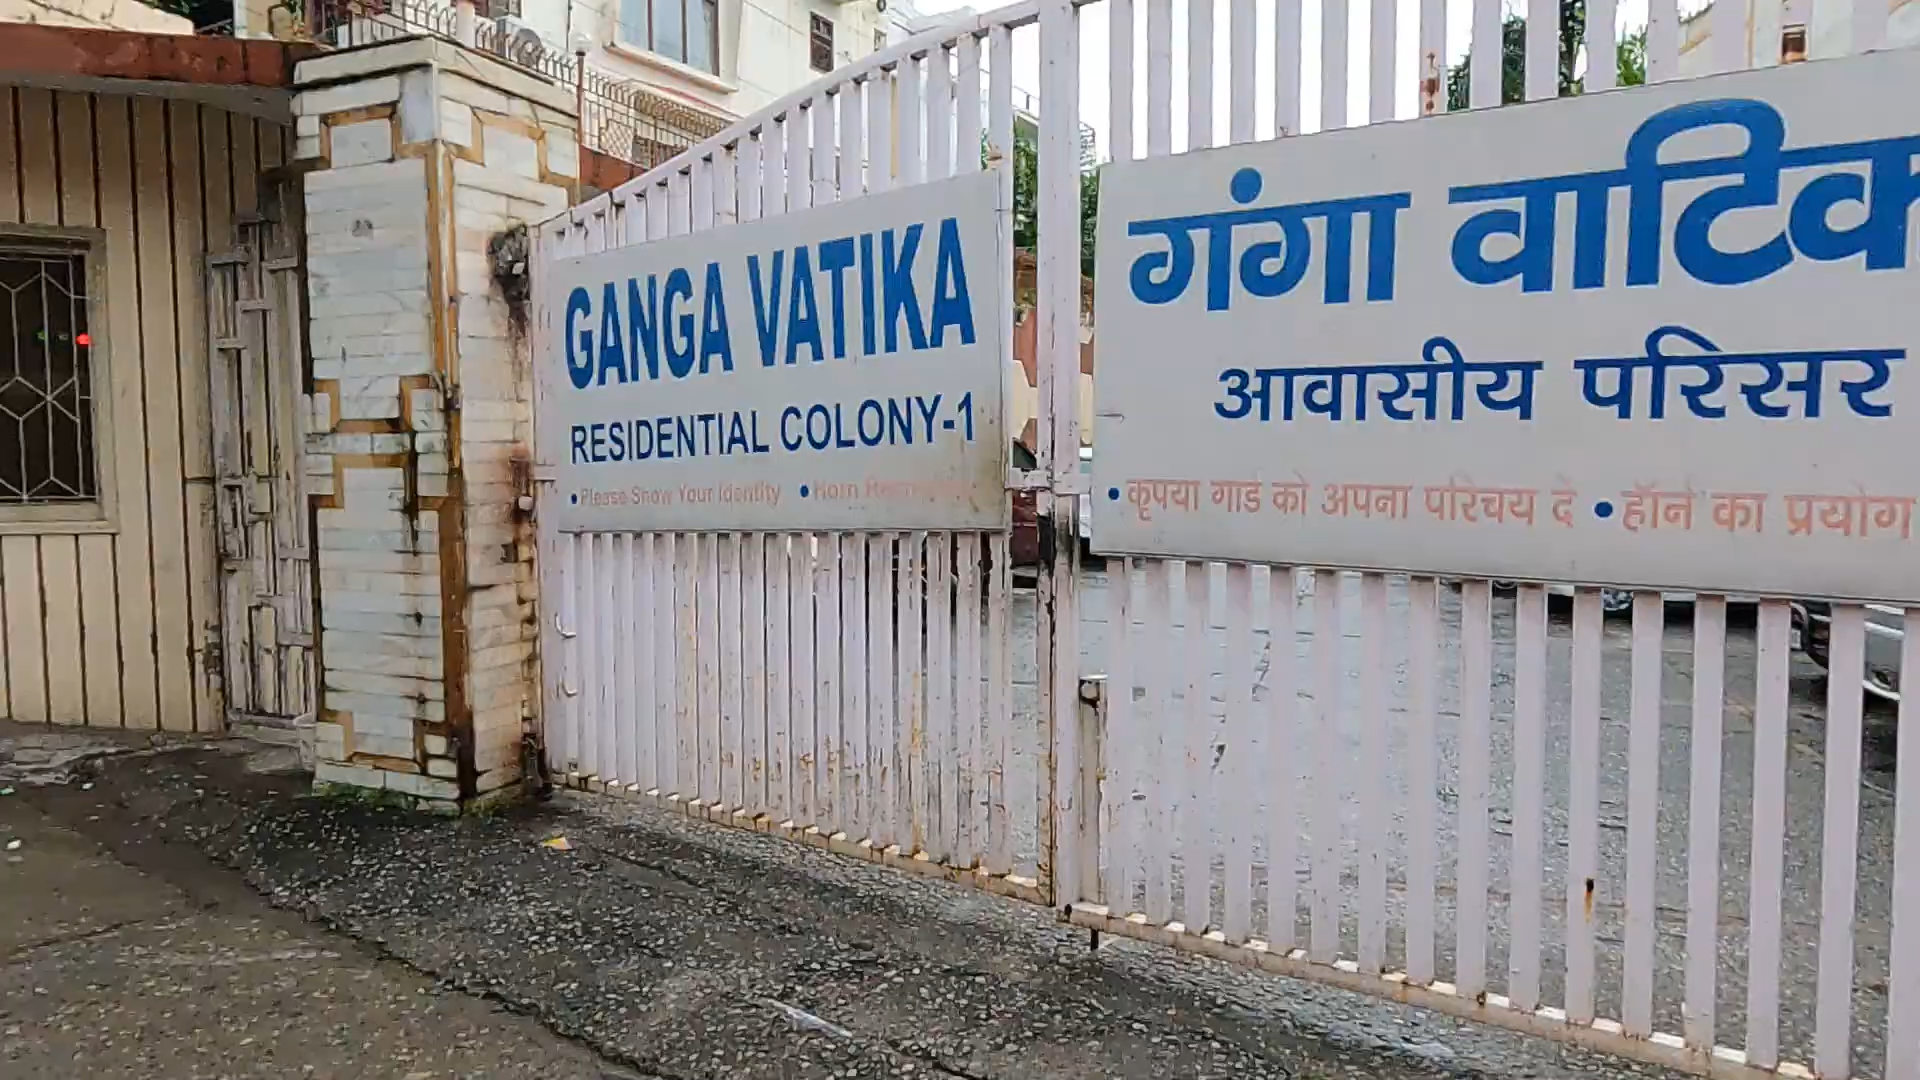 GANGA VATIKA
RESIDENTIAL COLONY-1
•Please Show Your Identity •Horn
गंगा वाटिक
आवासीय परिसर
•कृपया गार्ड को अपना परिचय दें •हॉर्न का प्रयोग